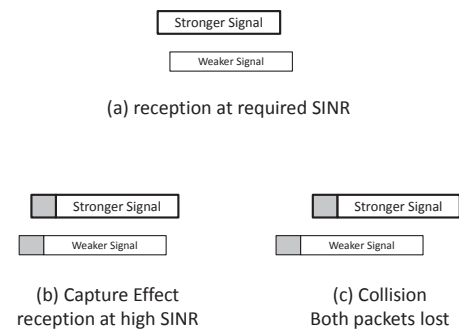 Stronger Signal
Weaker Signal
(a) reception at required SINR
Stronger Signal
Weaker Signal
(b) Capture Effect
reception at high SINR
Stronger Signal
Weaker Signal
(c) Collision
Both packets lost